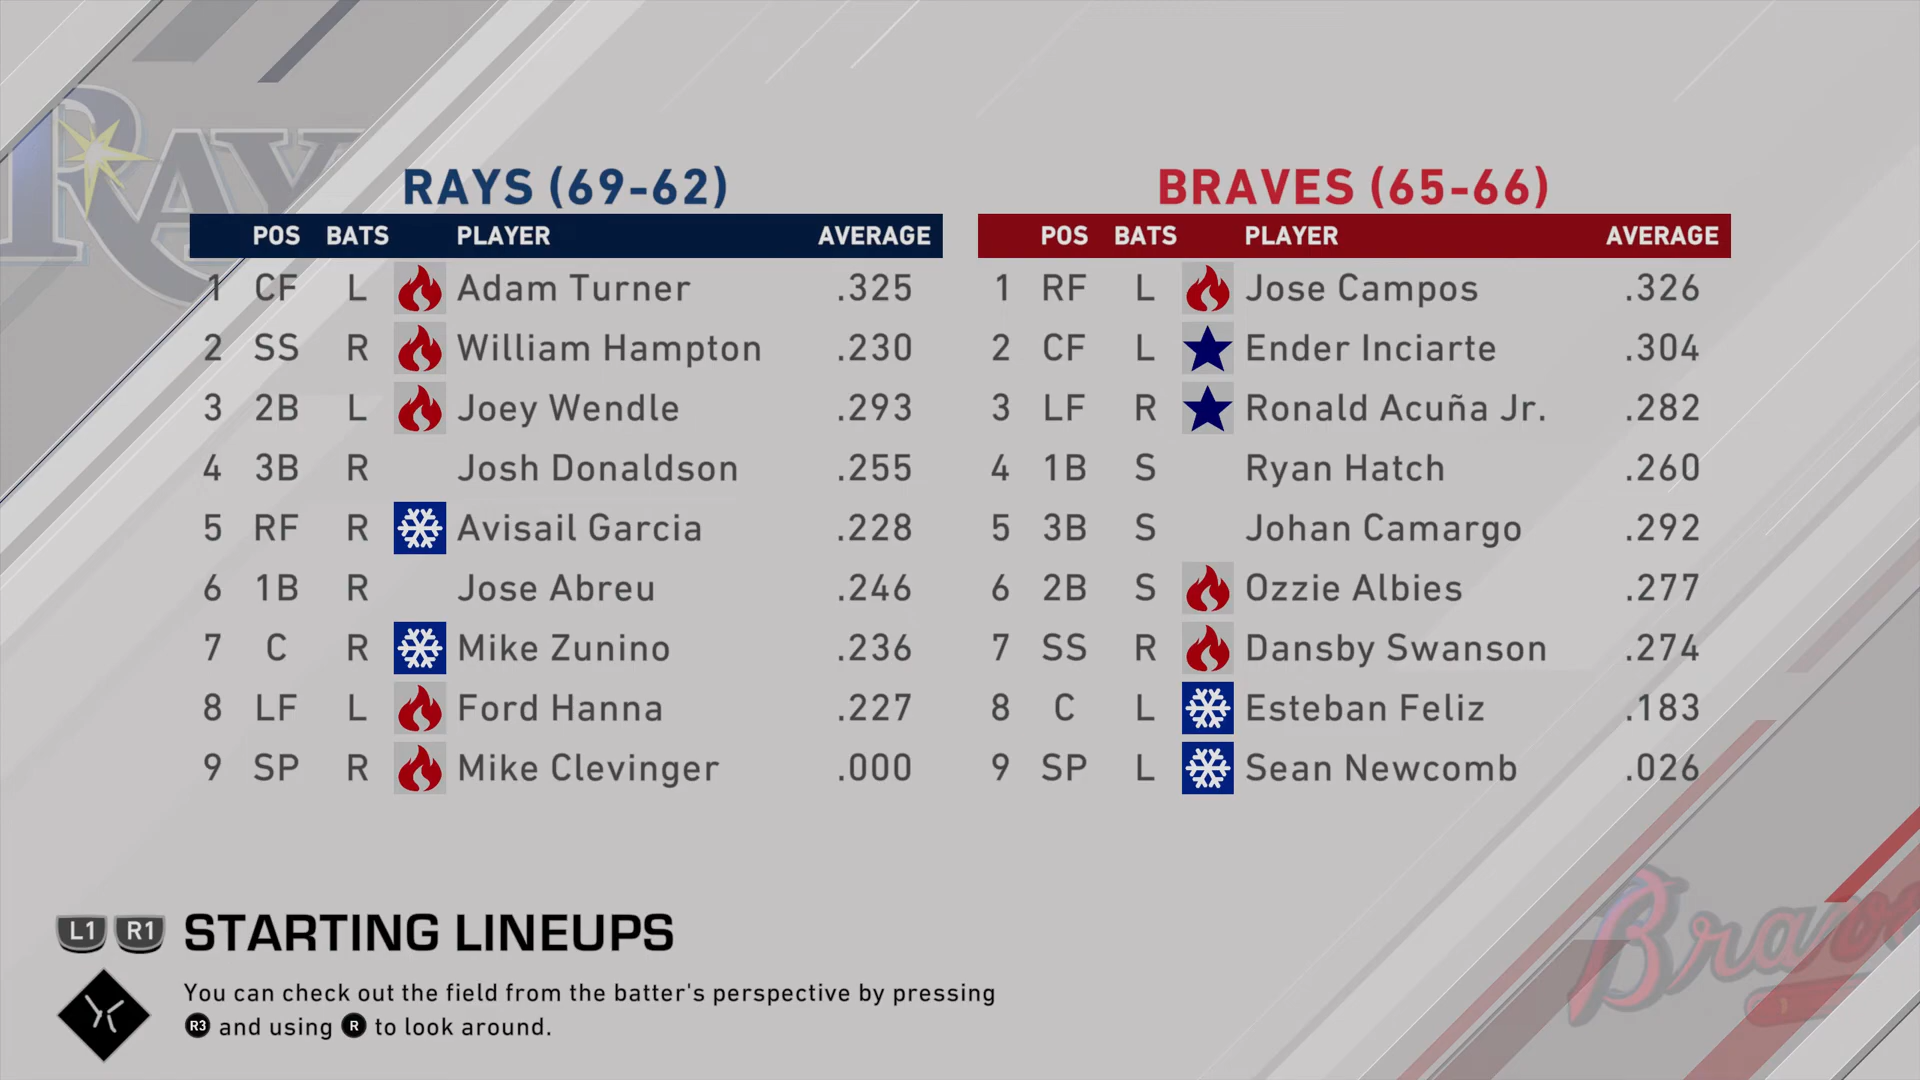 RAYS
RAYS (69-62)
POS BATS PLAYER AVERAGE
1 CF L Adam Turner .325
2 SS R William Hampton .230
3 2B L Joey Wendle .293
4 3B R Josh Donaldson .255
5 RF R Avisail Garcia .228
6 1B R Jose Abreu .246
7 C R Mike Zunino .236
8 LF L Ford Hanna .227
9 SP R Mike Clevinger .000
BRAVES (65-66)
POS BATS PLAYER AVERAGE
1 RF L Jose Campos .326
2 CF L Ender Inciarte .304
3 LF R Ronald Acuña Jr. .282
4 1B S Ryan Hatch .260
5 3B S Johan Camargo .292
6 2B S Ozzie Albies .277
7 SS R Dansby Swanson .274
8 C L Esteban Feliz .183
9 SP L Sean Newcomb .026
Braves
L1 R1 STARTING LINEUPS
You can check out the field from the batter's perspective by pressing
R3 and using R to look around.